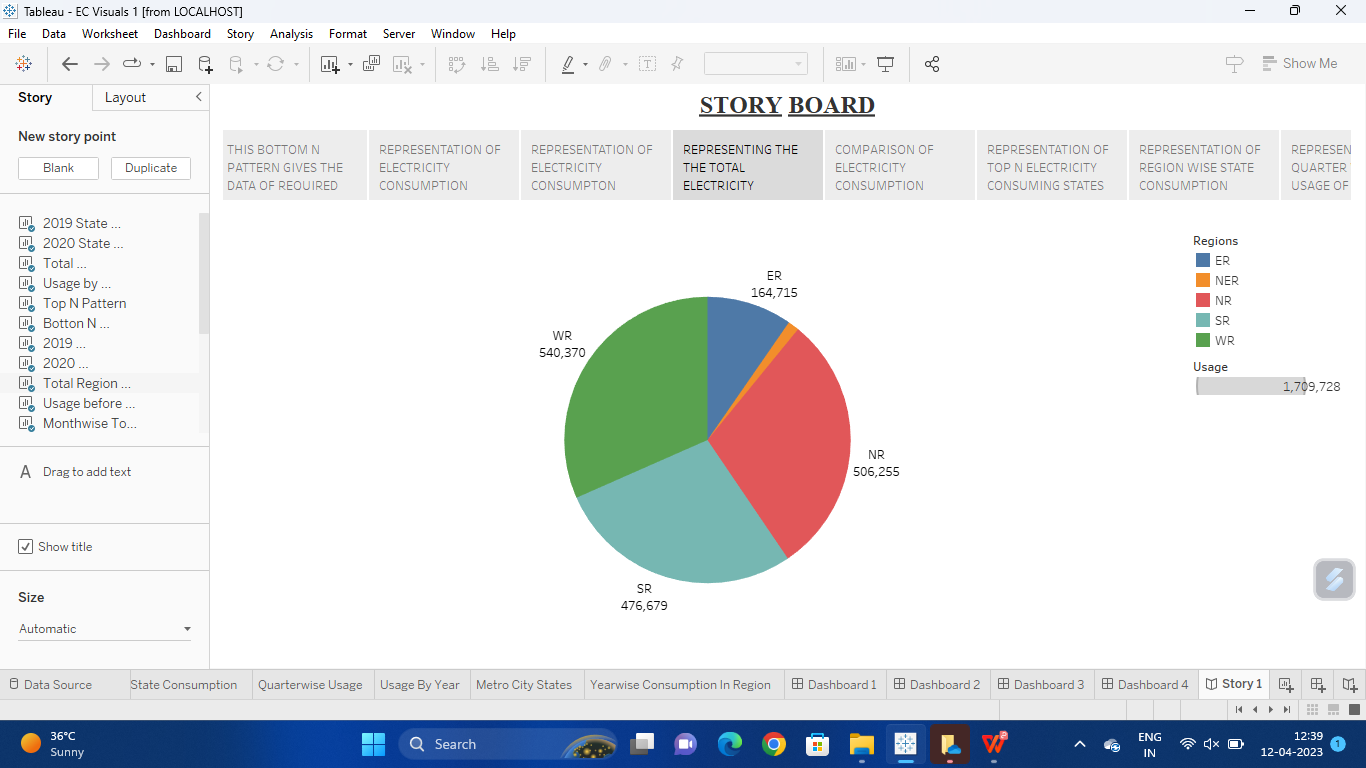 Tableau - EC Visuals 1 [from LOCALHOST]
File Data Worksheet Dashboard Story Analysis Format Server Window Help
Show Me
Story Layout
New story point
Blank Duplicate
2019 State ...
2020 State ...
Total ...
Usage by ...
Top N Pattern
Botton N ...
2019 ...
2020 ...
Total Region ...
Usage before ...
Monthwise To...
A Drag to add text
Show title
Size
Automatic
STORY BOARD
THIS BOTTOM N
PATTERN GIVES THE
DATA OF REQUIRED
REPRESENTATION OF
ELECTRICITY
CONSUMPTION
REPRESENTATION OF
ELECTRICITY
CONSUMPTON
REPRESENTING THE
THE TOTAL
ELECTRICITY
COMPARISON OF
ELECTRICITY
CONSUMPTION
REPRESENTATION OF
TOP N ELECTRICITY
CONSUMING STATES
REPRESENTATION OF
REGION WISE STATE
CONSUMPTION
REPRESEN
QUARTER
USAGE OF
ER
164,715
WR
540,370
NR
506,255
SR
476,679
Regions
ER
NER
NR
SR
WR
Usage
1,709,728
Data Source State Consumption Quarterwise Usage Usage By Year Metro City States Yearwise Consumption In Region Dashboard 1 Dashboard 2 Dashboard 3 Dashboard 4 Story 1
36°C
Sunny
Search
ENG
IN
12:39
12-04-2023
1